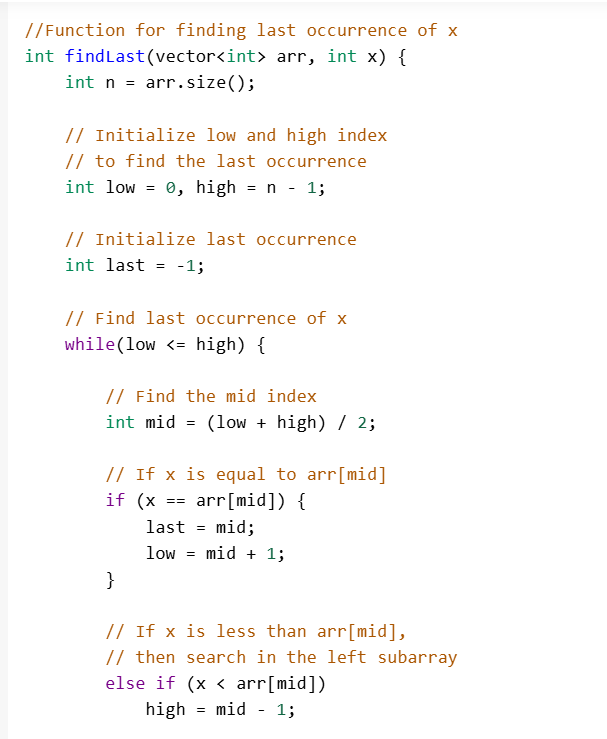 //Function for finding last occurrence of x
int findLast(vector<int> arr, int x) {
    int n = arr.size();

    // Initialize low and high index
    // to find the last occurrence
    int low = 0, high = n - 1;

    // Initialize last occurrence
    int last = -1;

    // Find last occurrence of x
    while(low <= high) {

        // Find the mid index
        int mid = (low + high) / 2;

        // If x is equal to arr[mid]
        if (x == arr[mid]) {
            last = mid;
            low = mid + 1;
        }

        // If x is less than arr[mid],
        // then search in the left subarray
        else if (x < arr[mid])
            high = mid - 1;